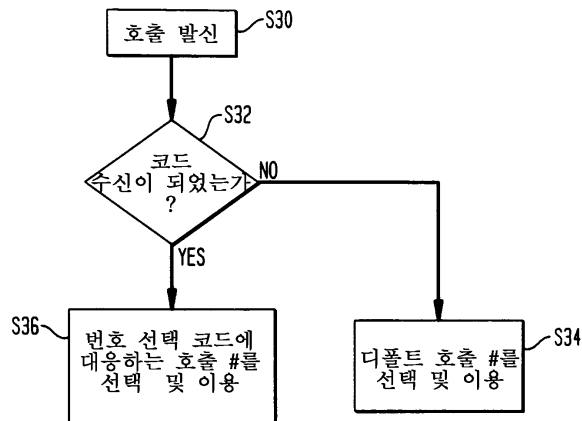 호출 발신
S30
S32
코드
수신이 되었는가
?
NO
YES
S36
번호 선택 코드에
대응하는 호출 #를
선택 및 이용
디폴트 호출 #를
선택 및 이용
S34